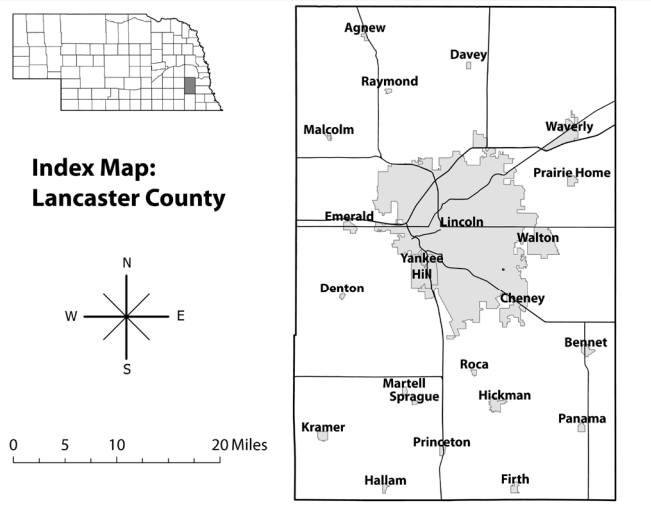 Index Map:
Lancaster County
N
W E
S
0 5 10 20 Miles
Agnew
Davey
Raymond
Malcolm
Waverly
Prairie Home
Emerald
Lincoln
Walton
Yankee
Hill
Denton
Cheney
Bennet
Roca
Martell
Sprague
Hickman
Kramer
Panama
Princeton
Hallam
Firth